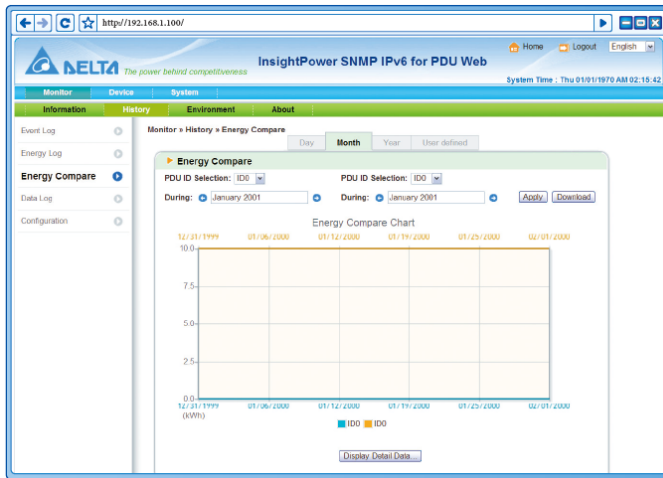 http://192.168.1.100/
Home Logout English
DELTA The power behind competitiveness
InsightPower SNMP IPv6 for PDU Web
System Time : Thu 01/01/1970 AM 02:15:42
Monitor Device System
Information History Environment About
Event Log
Energy Log
Energy Compare
Data Log
Configuration
Monitor » History » Energy Compare
Day Month Year User defined
Energy Compare
PDU ID Selection: ID0 PDU ID Selection: ID0
During: January 2001 During: January 2001 Apply Download
Energy Compare Chart
12/31/1999 01/06/2000 01/12/2000 01/19/2000 01/25/2000 02/01/2000
10.0
7.5
5.0
2.5
0.0
12/31/1999 01/06/2000 01/12/2000 01/19/2000 01/25/2000 02/01/2000
(kWh)
ID0 ID0
Display Detail Data...